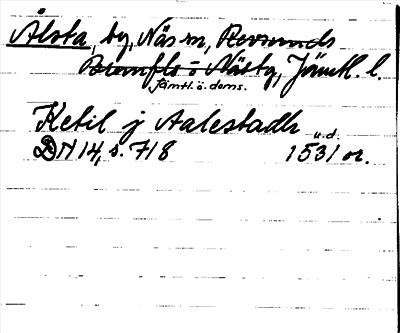 Ålsta, by, Näs sn, Revsunds
Brunflo o Näs tg, Jämtl. l.
Jämtl. ö. doms.
Ketil j Aalestadh
u.d.
DN 14, s. 718 1531 or.